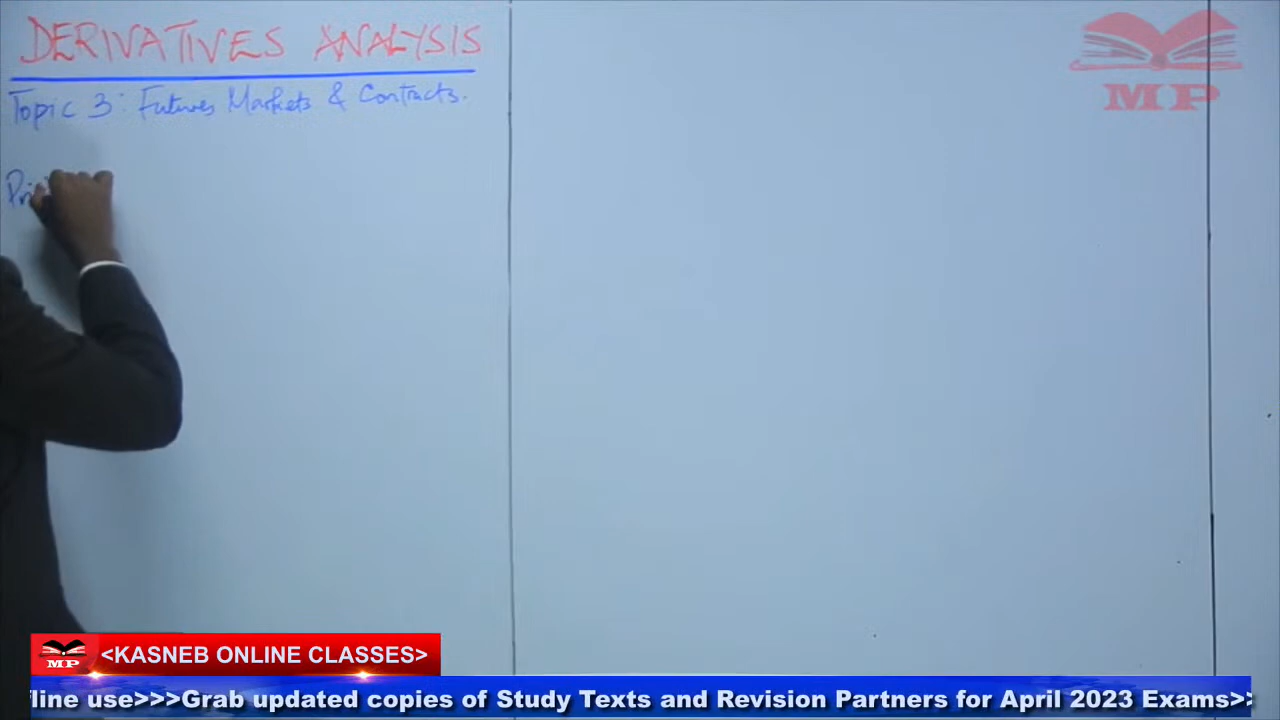 DERIVATIVES ANALYSIS
Topic 3: Futures Markets & Contracts.
MP
MP
<KASNEB ONLINE CLASSES>
line use>>>Grab updated copies of Study Texts and Revision Partners for April 2023 Exams>>